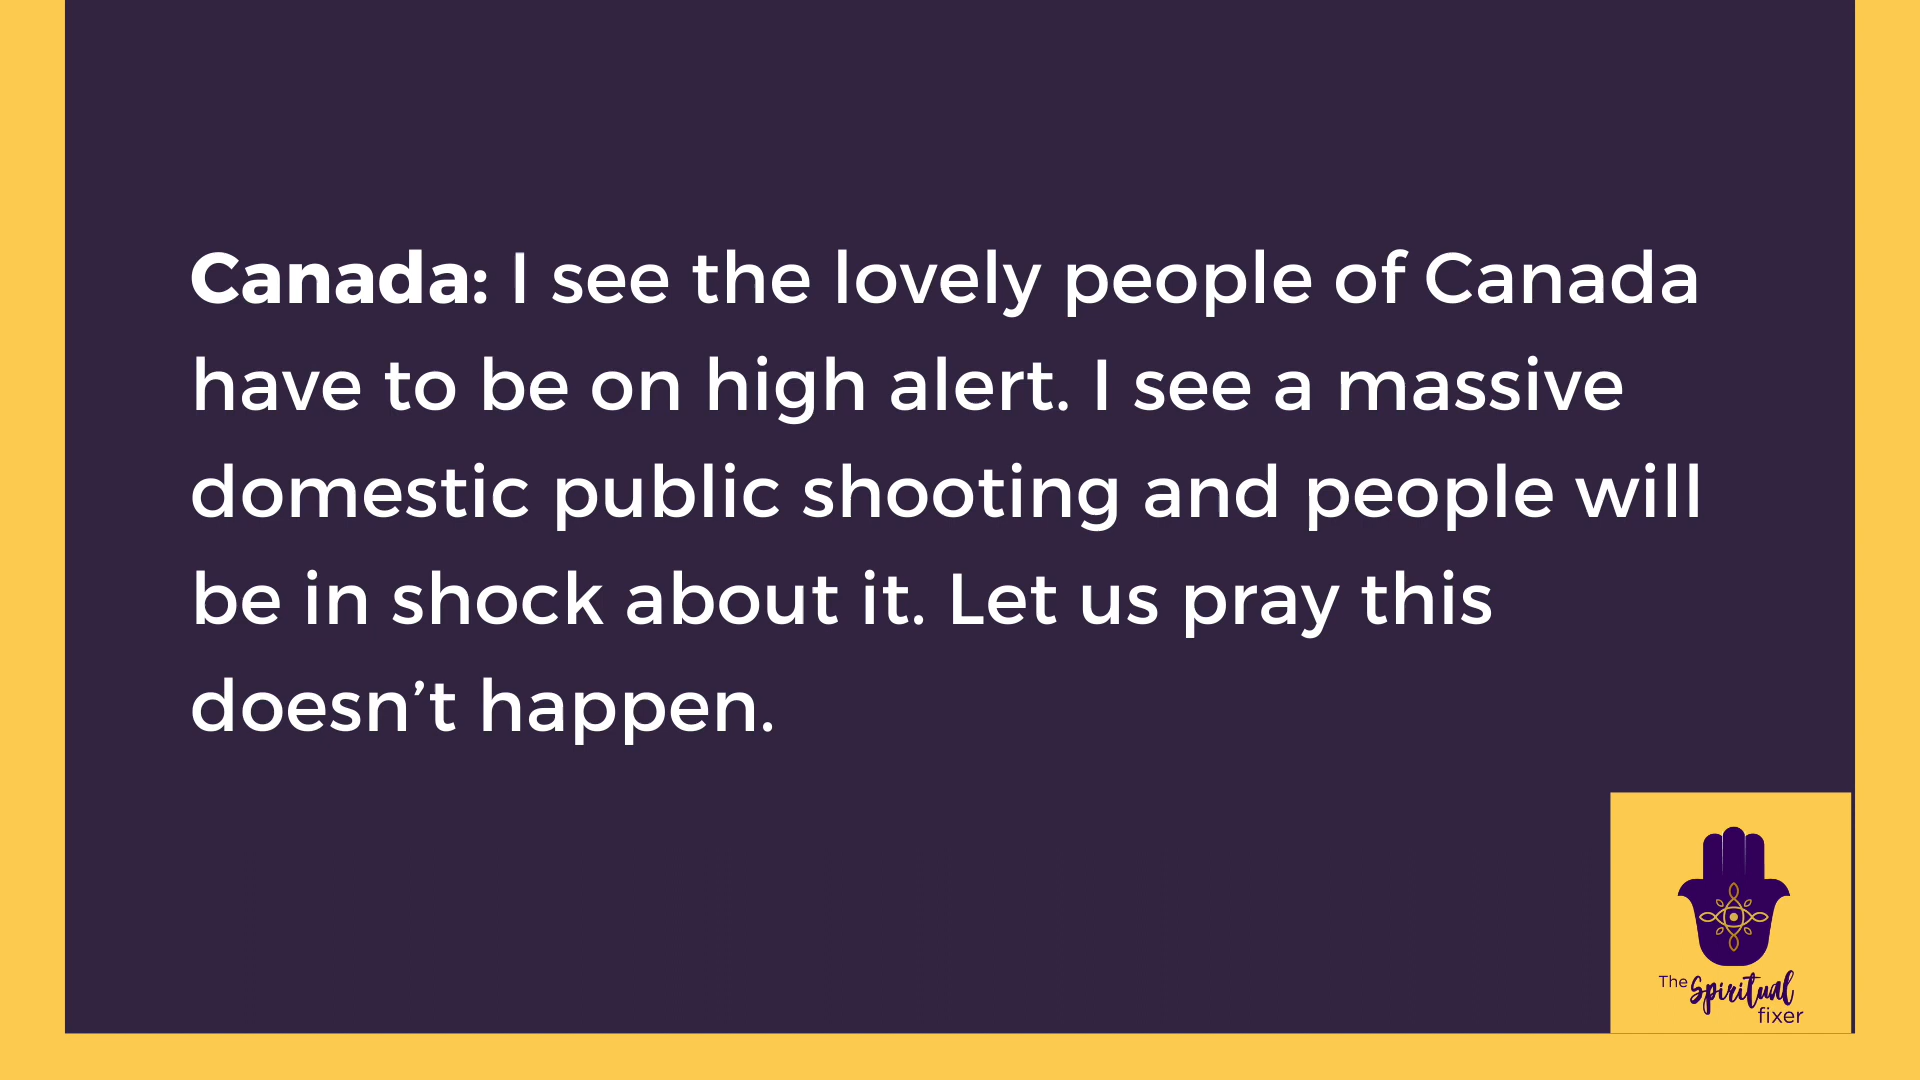 Canada: I see the lovely people of Canada
have to be on high alert. I see a massive
domestic public shooting and people will
be in shock about it. Let us pray this
doesn’t happen.
The Spiritual
fixer